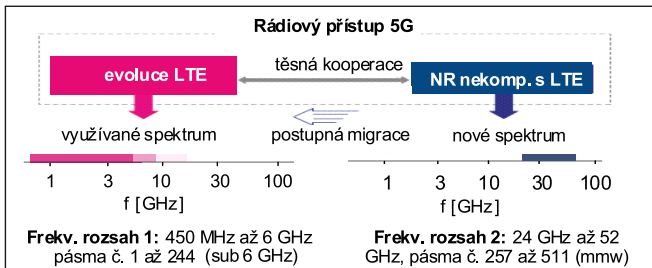 Rádiový přístup 5G
evoluce LTE
těsná kooperace
NR nekomp. s LTE
využívané spektrum
postupná migrace
nové spektrum
1 3 10 30 100
f [GHz]
1 3 10 30 100
f [GHz]
Frekv. rozsah 1: 450 MHz až 6 GHz
pásma č. 1 až 244 (sub 6 GHz)
Frekv. rozsah 2: 24 GHz až 52
GHz, pásma č. 257 až 511 (mmw)